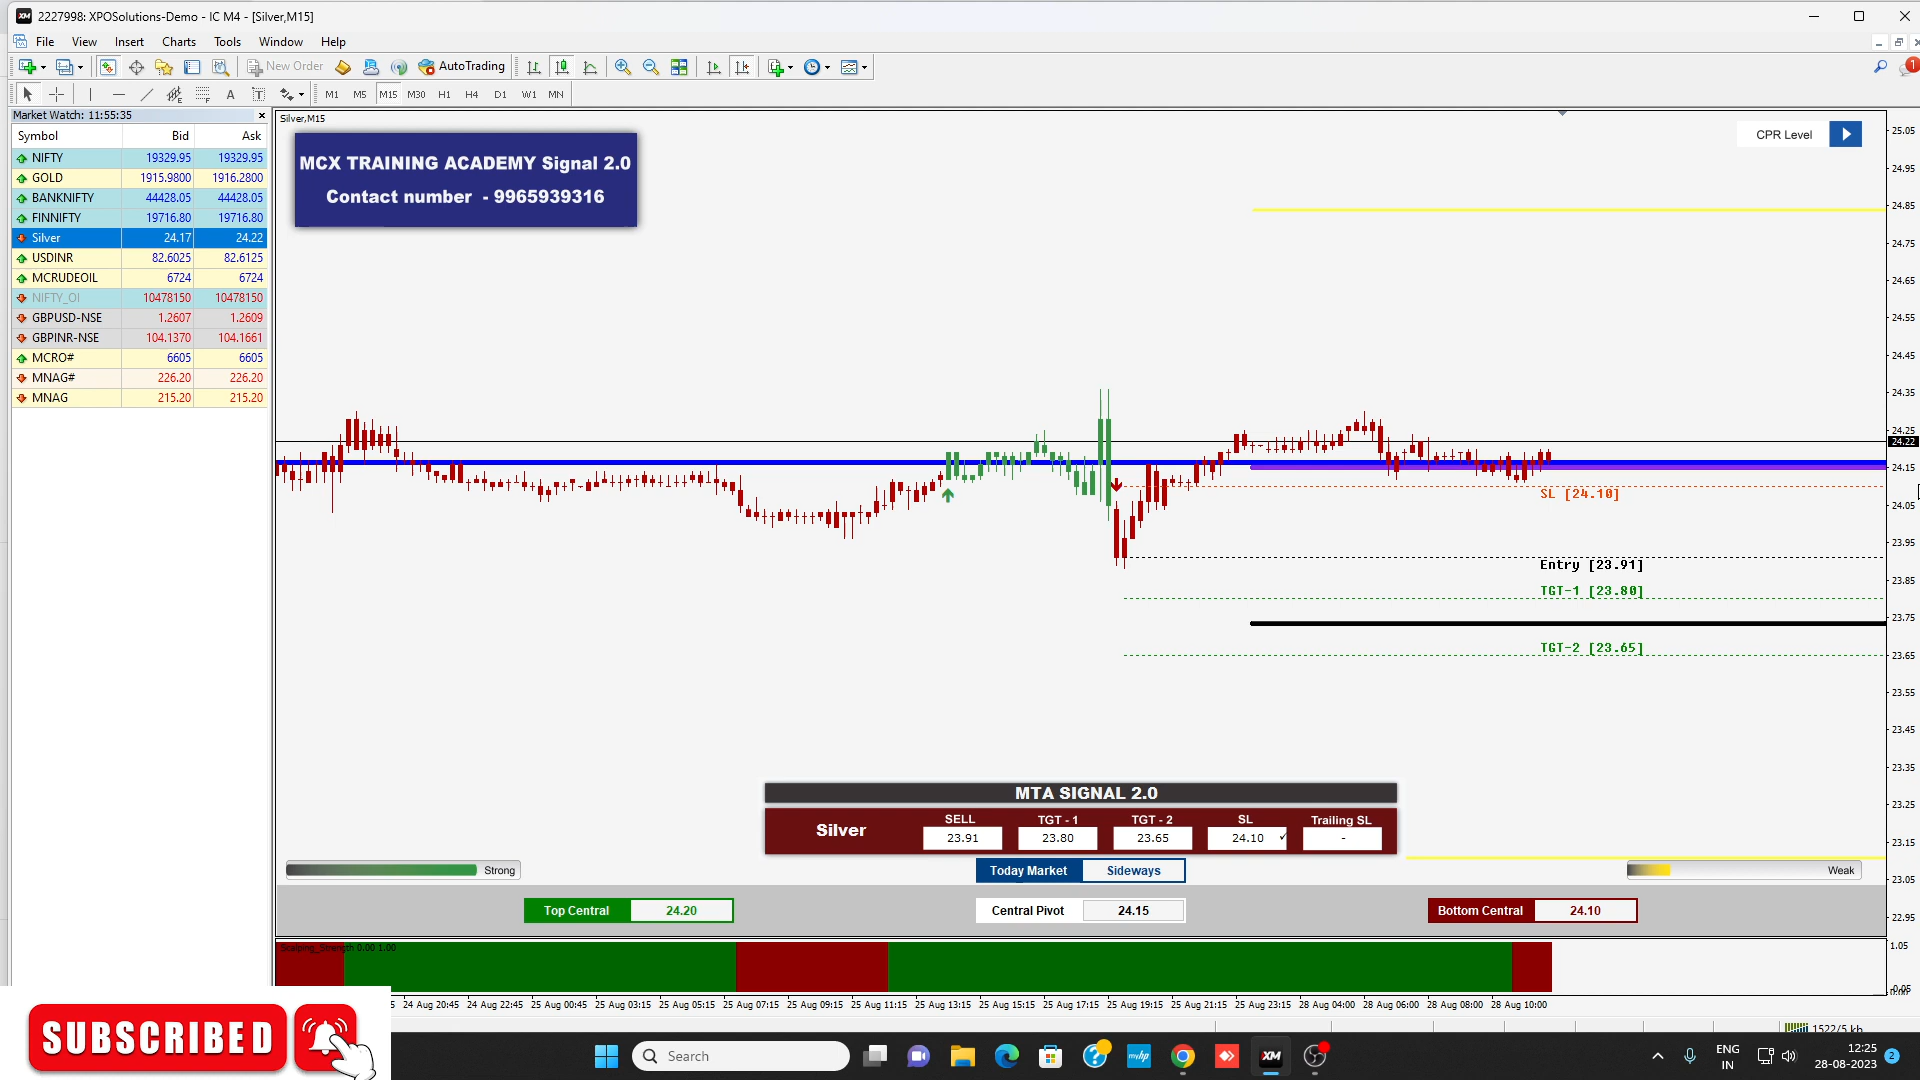 2227998: XPOSolutions-Demo - IC M4 - [Silver,M15]
File View Insert Charts Tools Window Help
New Order AutoTrading
M1 M5 M15 M30 H1 H4 D1 W1 MN
Market Watch: 11:55:35
Symbol Bid Ask
NIFTY 19329.95 19329.95
GOLD 1915.9800 1916.2800
BANKNIFTY 44428.05 44428.05
FINNIFTY 19716.80 19716.80
Silver 24.17 24.22
USDINR 82.6025 82.6125
MCRUDEOIL 6724 6724
NIFTY_OI 10478150 10478150
GBPUSD-NSE 1.2607 1.2609
GBPINR-NSE 104.1370 104.1661
MCRO# 6605 6605
MNAG# 226.20 226.20
MNAG 215.20 215.20
Silver,M15
MCX TRAINING ACADEMY Signal 2.0
Contact number - 9965939316
CPR Level
25.05
24.95
24.85
24.75
24.65
24.55
24.45
24.35
24.25
24.22
24.15
24.05
23.95
23.85
23.75
23.65
23.55
23.45
23.35
23.25
23.15
23.05
22.95
SL [24.10]
Entry [23.91]
TGT-1 [23.80]
TGT-2 [23.65]
MTA SIGNAL 2.0
Silver
SELL TGT - 1 TGT - 2 SL Trailing SL
23.91 23.80 23.65 24.10 ✓ -
Strong
Today Market Sideways
Weak
Top Central 24.20
Central Pivot 24.15
Bottom Central 24.10
Scalping_Strength 0.00 1.00
1.05
24 Aug 20:45 24 Aug 22:45 25 Aug 00:45 25 Aug 03:15 25 Aug 05:15 25 Aug 07:15 25 Aug 09:15 25 Aug 11:15 25 Aug 13:15 25 Aug 15:15 25 Aug 17:15 25 Aug 19:15 25 Aug 21:15 25 Aug 23:15 28 Aug 04:00 28 Aug 06:00 28 Aug 08:00 28 Aug 10:00
1522/5 kb
SUBSCRIBED
Search
myhp
XM
ENG
IN
12:25
28-08-2023
2